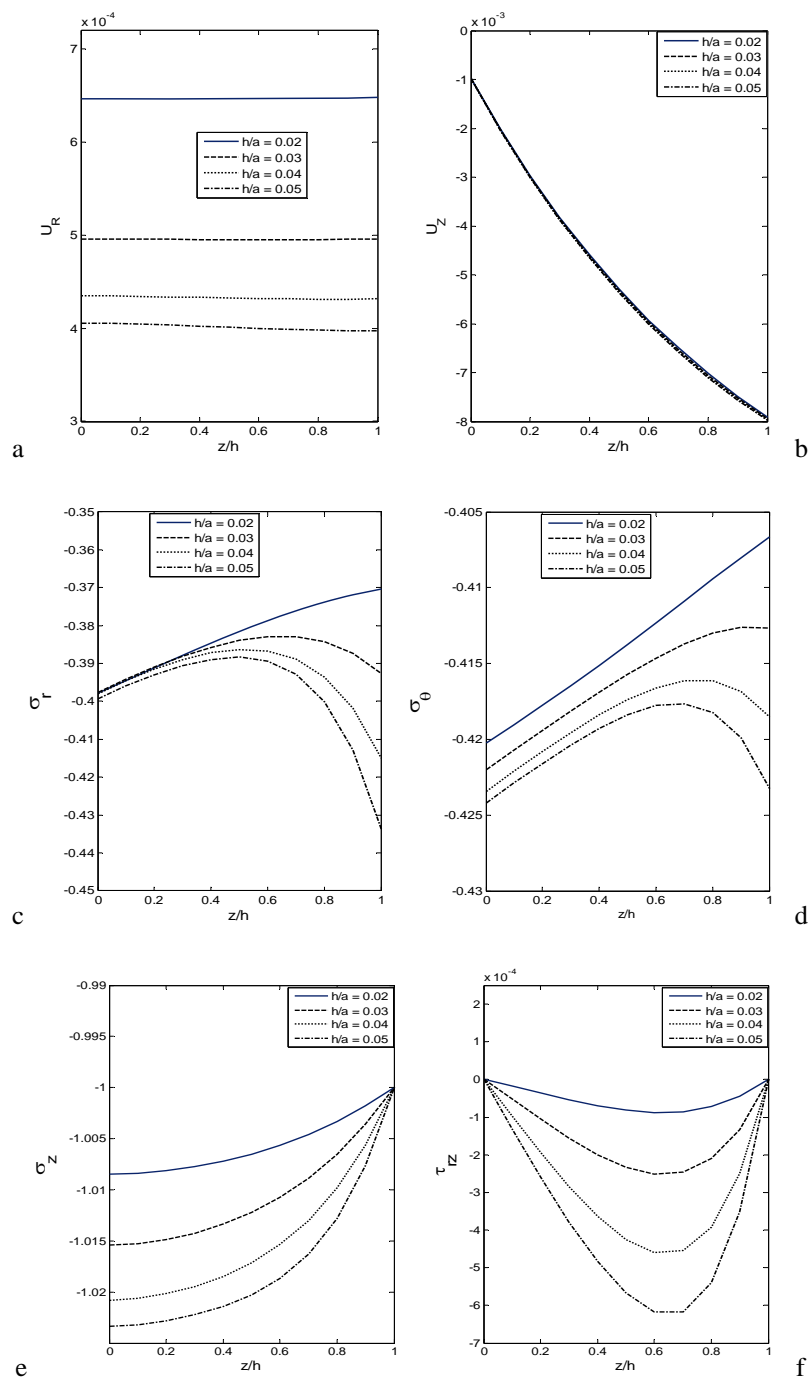 x 10⁻⁴
7
6
5
4
3
U_R
h/a = 0.02
h/a = 0.03
h/a = 0.04
h/a = 0.05
0 0.2 0.4 0.6 0.8 1
z/h
a
x 10⁻³
0
-1
-2
-3
-4
-5
-6
-7
-8
U_Z
h/a = 0.02
h/a = 0.03
h/a = 0.04
h/a = 0.05
0 0.2 0.4 0.6 0.8 1
z/h
b
-0.35
-0.36
-0.37
-0.38
-0.39
-0.4
-0.41
-0.42
-0.43
-0.44
-0.45
σ_r
h/a = 0.02
h/a = 0.03
h/a = 0.04
h/a = 0.05
0 0.2 0.4 0.6 0.8 1
z/h
c
-0.405
-0.41
-0.415
-0.42
-0.425
-0.43
σ_θ
h/a = 0.02
h/a = 0.03
h/a = 0.04
h/a = 0.05
0 0.2 0.4 0.6 0.8 1
z/h
d
-0.99
-0.995
-1
-1.005
-1.01
-1.015
-1.02
σ_z
h/a = 0.02
h/a = 0.03
h/a = 0.04
h/a = 0.05
0 0.2 0.4 0.6 0.8 1
z/h
e
x 10⁻⁴
2
1
0
-1
-2
-3
-4
-5
-6
-7
τ_rz
h/a = 0.02
h/a = 0.03
h/a = 0.04
h/a = 0.05
0 0.2 0.4 0.6 0.8 1
z/h
f